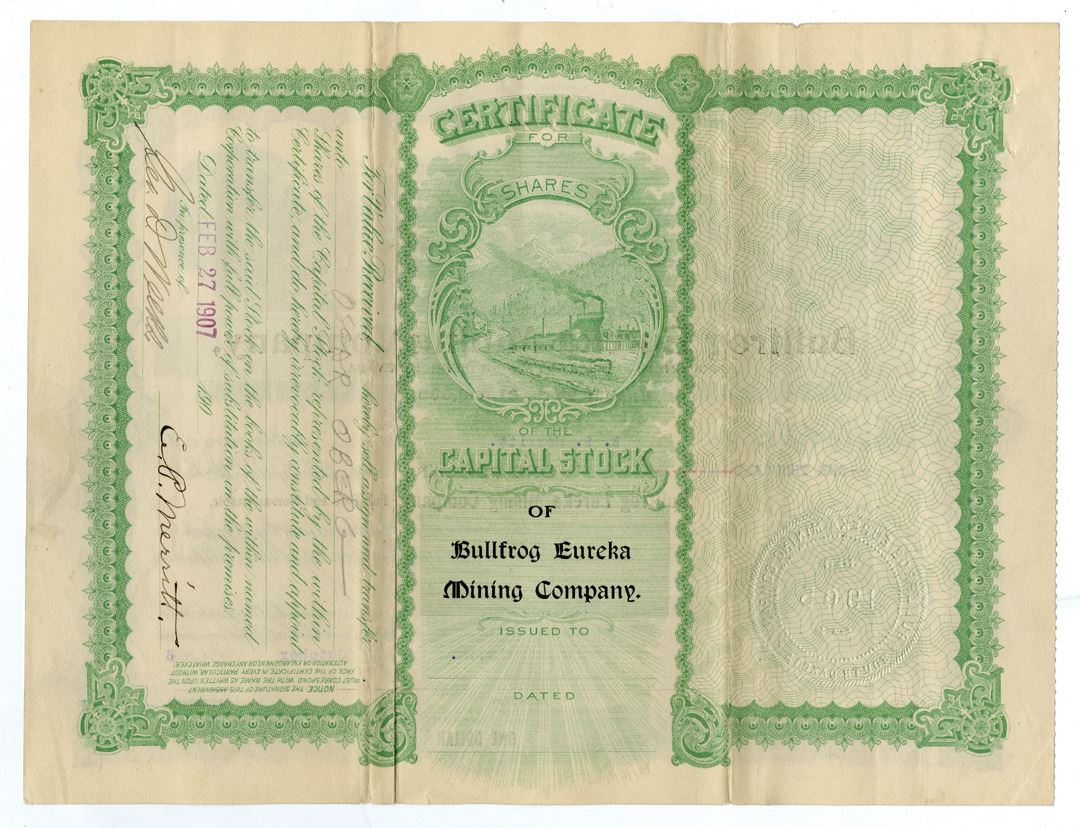 CERTIFICATE
FOR
SHARES
OF THE
CAPITAL STOCK
OF
Bullfrog Eureka
Mining Company.
ISSUED TO
DATED
For Value Received hereby sell, assign and transfer
unto OSCAR OBERG
Shares of the Capital Stock represented by the within
Certificate, and do hereby irrevocably constitute and appoint
to transfer the said Stock on the books of the within named
Corporation with full power of substitution in the premises.
Dated FEB 27 1907 190
In presence of
E. P. Merritt.
NOTICE. THE SIGNATURE OF THIS ASSIGNMENT
MUST CORRESPOND WITH THE NAME AS WRITTEN UPON THE
FACE OF THE CERTIFICATE, IN EVERY PARTICULAR WITHOUT
ALTERATION OR ENLARGEMENT OR ANY CHANGE WHATEVER.